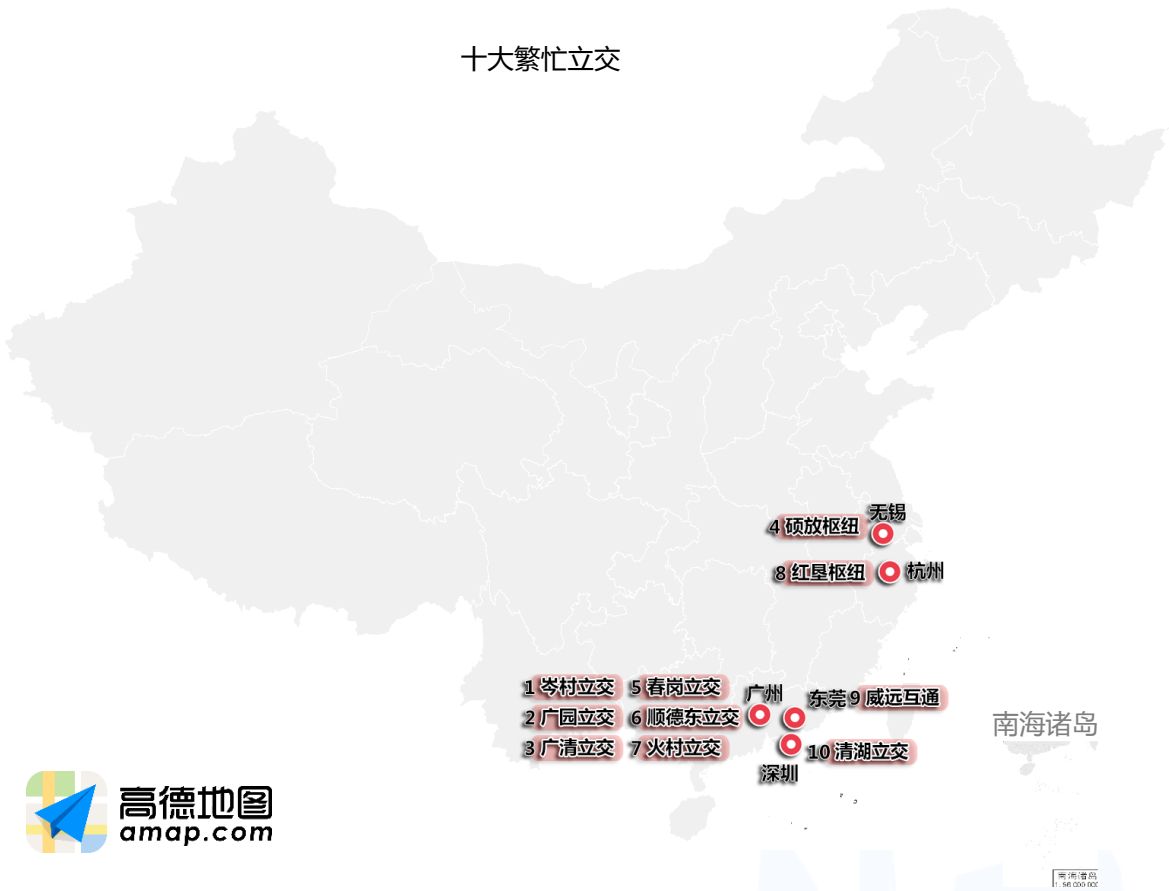 十大繁忙立交
无锡
4 硕放枢纽
8 红垦枢纽 杭州
1 岑村立交 5 春岗立交 广州
东莞 9 威远互通
2 广园立交 6 顺德东立交
3 广清立交 7 火村立交
10 清湖立交
深圳
南海诸岛
高德地图
amap.com
南海诸岛